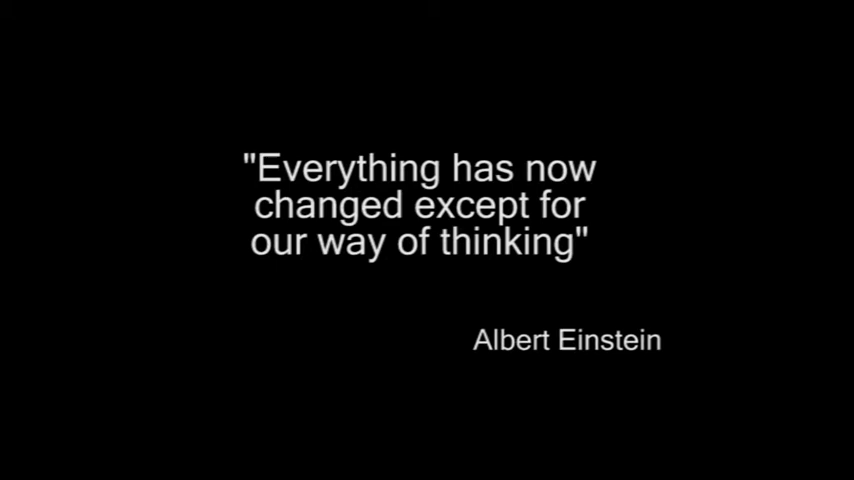 "Everything has now
changed except for
our way of thinking"
Albert Einstein